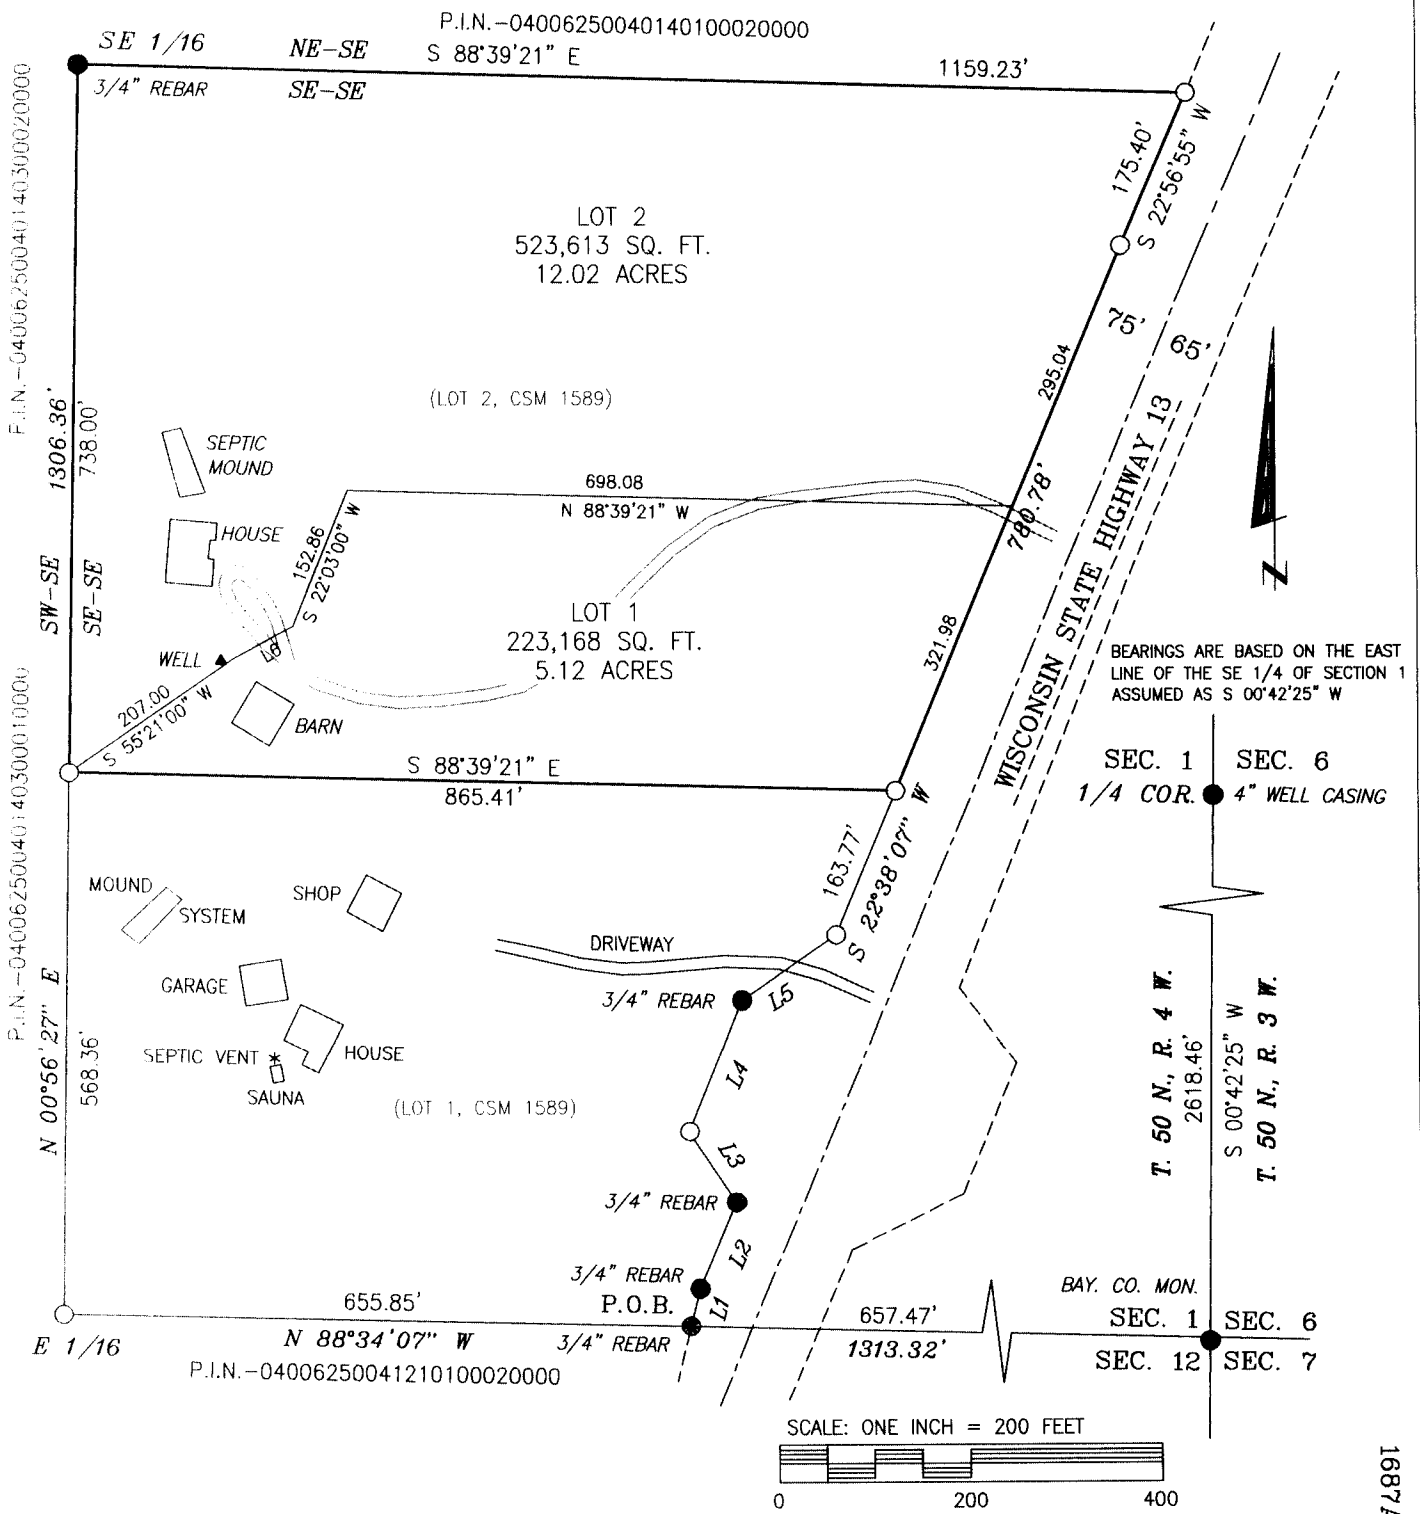 P.I.N.-04006250040140100020000
SE 1/16
NE-SE
S 88°39'21" E
1159.23'
3/4" REBAR
SE-SE
P.I.N.-04006250040140300020000
175.40'
S 22°56'55" W
LOT 2
523,613 SQ. FT.
12.02 ACRES
75'
65'
295.04
(LOT 2, CSM 1589)
1306.36'
738.00'
SEPTIC
MOUND
698.08
N 88°39'21" W
780.78'
WISCONSIN STATE HIGHWAY 13
HOUSE
152.86
S 22°03'00" W
SW-SE
SE-SE
LOT 1
223,168 SQ. FT.
5.12 ACRES
321.98
WELL
L6
N
BEARINGS ARE BASED ON THE EAST
LINE OF THE SE 1/4 OF SECTION 1
ASSUMED AS S 00°42'25" W
207.00
S 55°21'00" W
BARN
P.I.N.-04006250040140300010000
S 88°39'21" E
865.41'
SEC. 1
SEC. 6
1/4 COR.
4" WELL CASING
163.77'
S 22°38'07" W
MOUND
SYSTEM
SHOP
DRIVEWAY
GARAGE
3/4" REBAR
L5
N 00°56'27" E
568.36'
SEPTIC VENT
HOUSE
SAUNA
L4
(LOT 1, CSM 1589)
T. 50 N., R. 4 W.
2618.46'
S 00°42'25" W
T. 50 N., R. 3 W.
L3
3/4" REBAR
L2
3/4" REBAR
P.O.B.
L1
655.85'
N 88°34'07" W
3/4" REBAR
657.47'
1313.32'
BAY. CO. MON.
SEC. 1
SEC. 6
SEC. 12
SEC. 7
E 1/16
P.I.N.-04006250041210100020000
SCALE: ONE INCH = 200 FEET
0
200
400